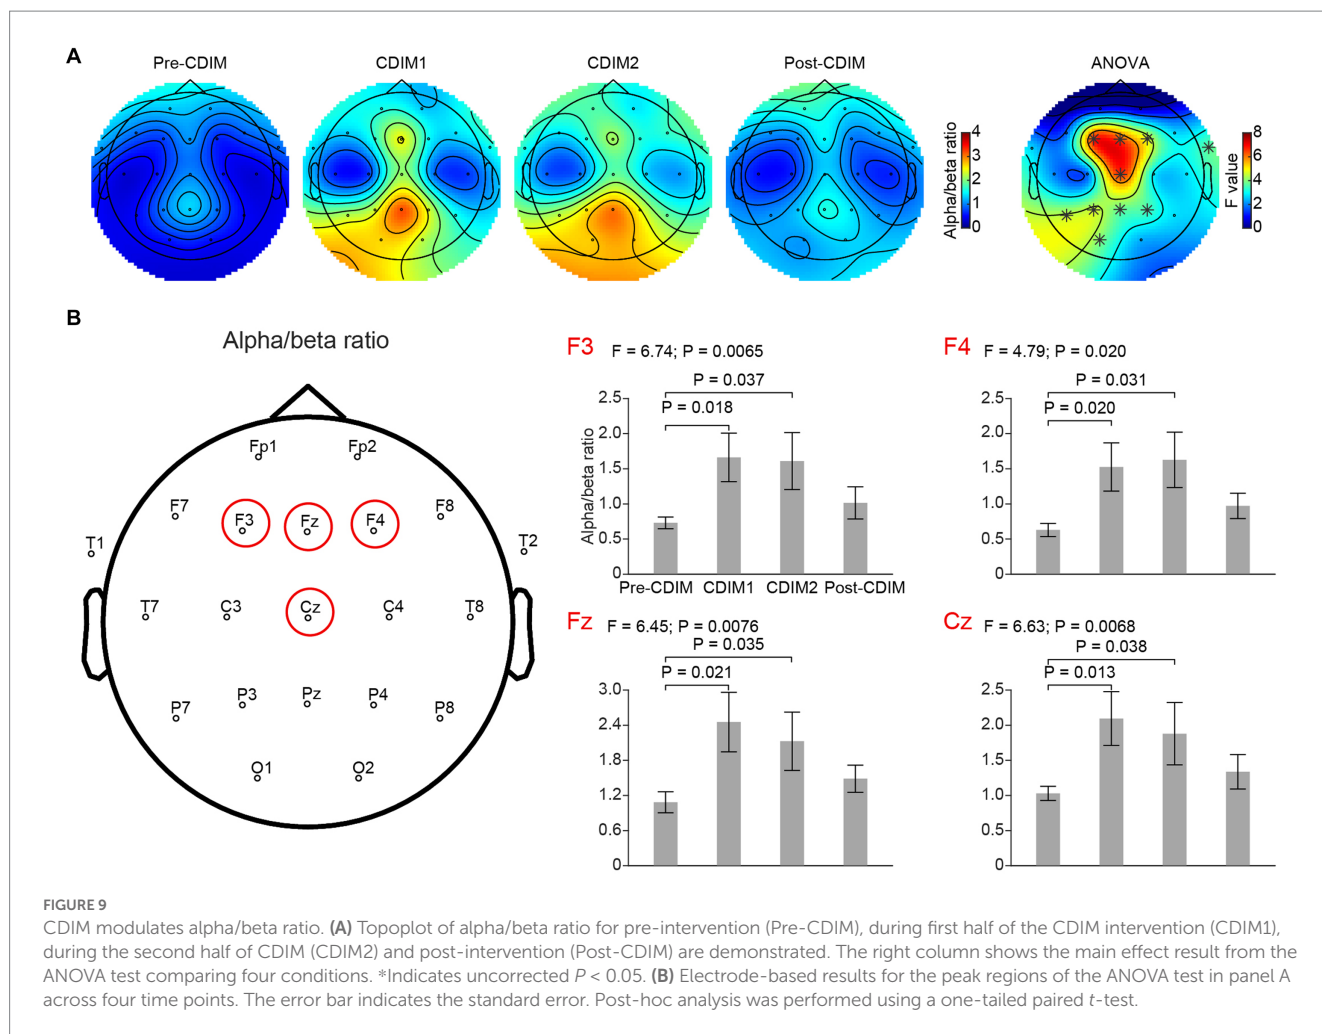 A
Pre-CDIM
CDIM1
CDIM2
Post-CDIM
ANOVA
4
3
2
1
0
Alpha/beta ratio
8
6
4
2
0
F value
B
Alpha/beta ratio
Fp1
Fp2
F7
F3
Fz
F4
F8
T1
T2
T7
C3
Cz
C4
T8
P7
P3
Pz
P4
P8
O1
O2
F3
F = 6.74; P = 0.0065
P = 0.037
P = 0.018
2.5
2.0
1.5
1.0
0.5
0
Alpha/beta ratio
Pre-CDIM CDIM1 CDIM2 Post-CDIM
F4
F = 4.79; P = 0.020
P = 0.031
P = 0.020
2.5
2.0
1.5
1.0
0.5
0
Fz
F = 6.45; P = 0.0076
P = 0.035
P = 0.021
3.0
2.4
1.8
1.2
0.6
0
Cz
F = 6.63; P = 0.0068
P = 0.038
P = 0.013
2.5
2.0
1.5
1.0
0.5
0
FIGURE 9
CDIM modulates alpha/beta ratio. (A) Topoplot of alpha/beta ratio for pre-intervention (Pre-CDIM), during first half of the CDIM intervention (CDIM1),
during the second half of CDIM (CDIM2) and post-intervention (Post-CDIM) are demonstrated. The right column shows the main effect result from the
ANOVA test comparing four conditions. *Indicates uncorrected P < 0.05. (B) Electrode-based results for the peak regions of the ANOVA test in panel A
across four time points. The error bar indicates the standard error. Post-hoc analysis was performed using a one-tailed paired t-test.